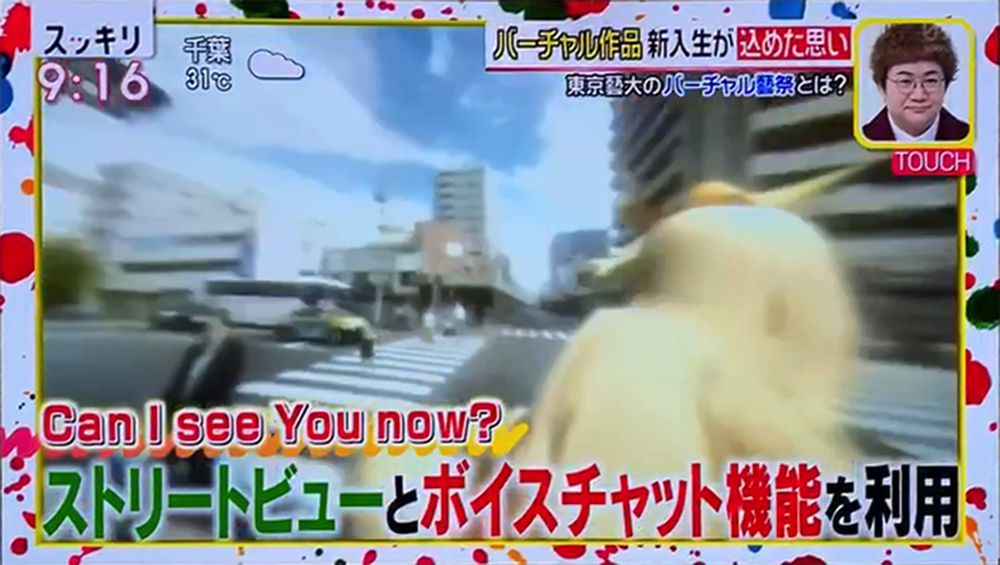 スッキリ
9:16
千葉
31℃
バーチャル作品 新入生が 込めた思い
東京藝大のバーチャル藝祭とは?
TOUCH
Can I see You now?
ストリートビューとボイスチャット機能を利用